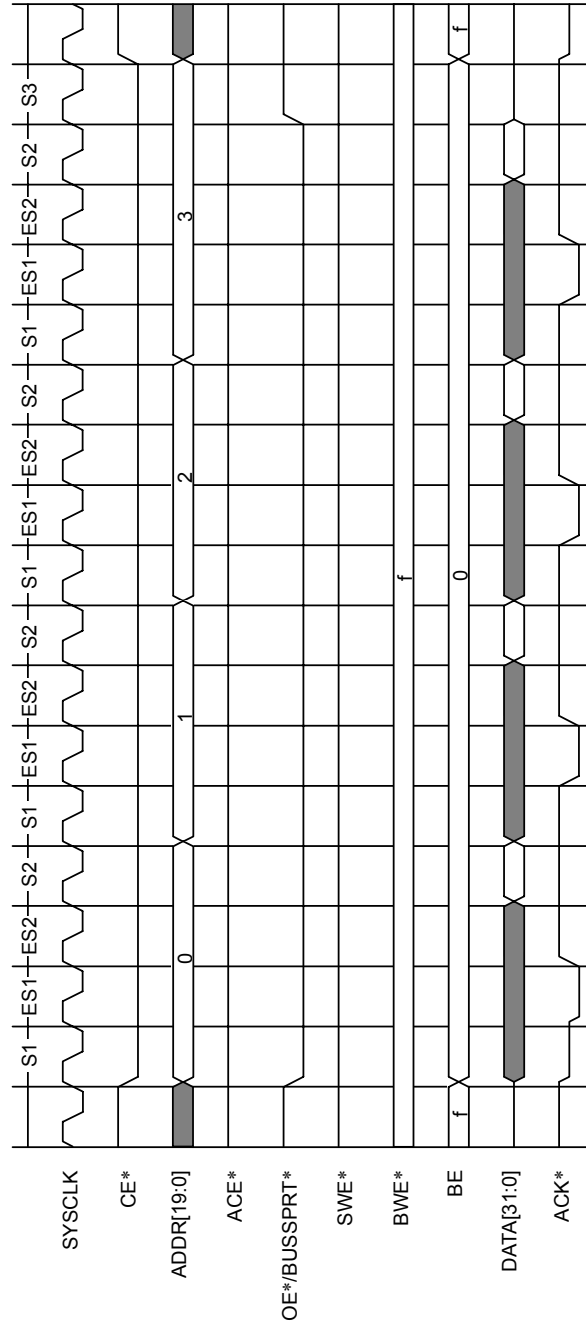 S1 ES1 ES2 S2 S1 ES1 ES2 S2 S1 ES1 ES2 S2 S1 ES1 ES2 S2 S3
SYSCLK
CE*
ADDR[19:0] 0 1 2 3
ACE*
OE*/BUSSPRT*
SWE*
BWE* f
BE f 0 f
DATA[31:0]
ACK*